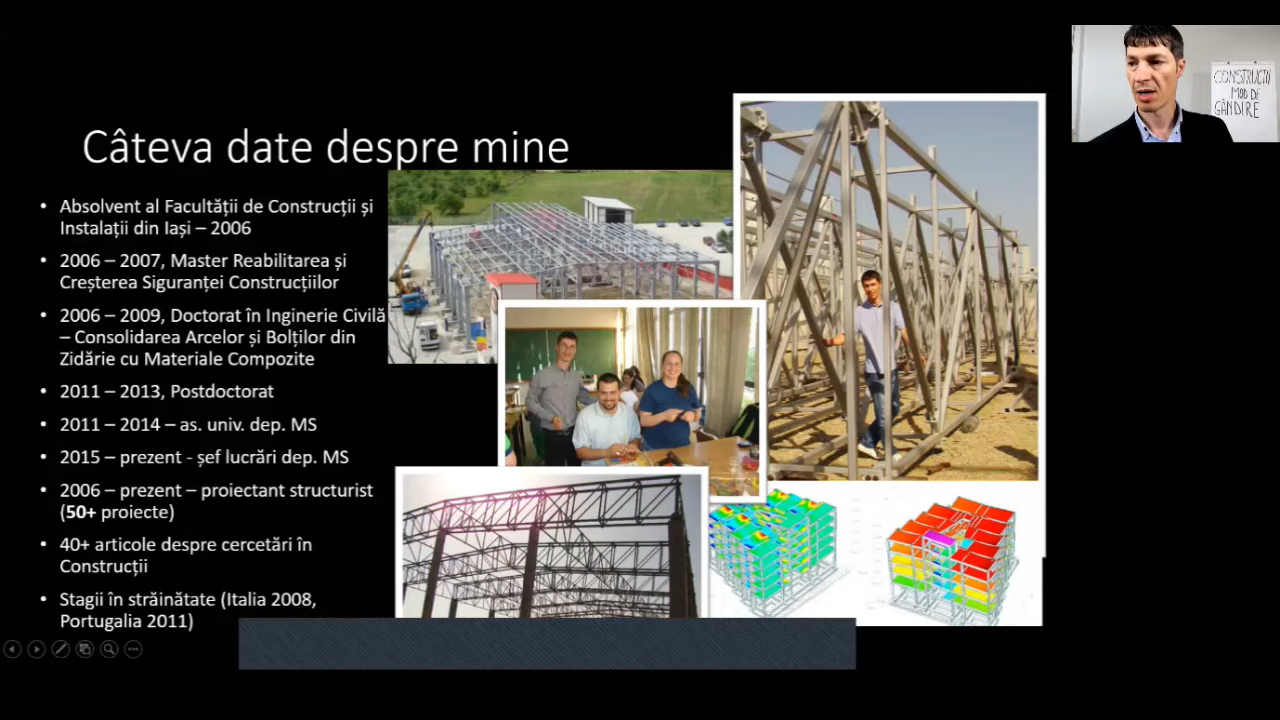 Câteva date despre mine
• Absolvent al Facultății de Construcții și
Instalații din Iași – 2006
• 2006 – 2007, Master Reabilitarea și
Creșterea Siguranței Construcțiilor
• 2006 – 2009, Doctorat în Inginerie Civilă
– Consolidarea Arcelor și Bolților din
Zidărie cu Materiale Compozite
• 2011 – 2013, Postdoctorat
• 2011 – 2014 – as. univ. dep. MS
• 2015 – prezent - șef lucrări dep. MS
• 2006 – prezent – proiectant structurist
(50+ proiecte)
• 40+ articole despre cercetări în
Construcții
• Stagii în străinătate (Italia 2008,
Portugalia 2011)
CONSTRUCȚII
MOD DE
GÂNDIRE